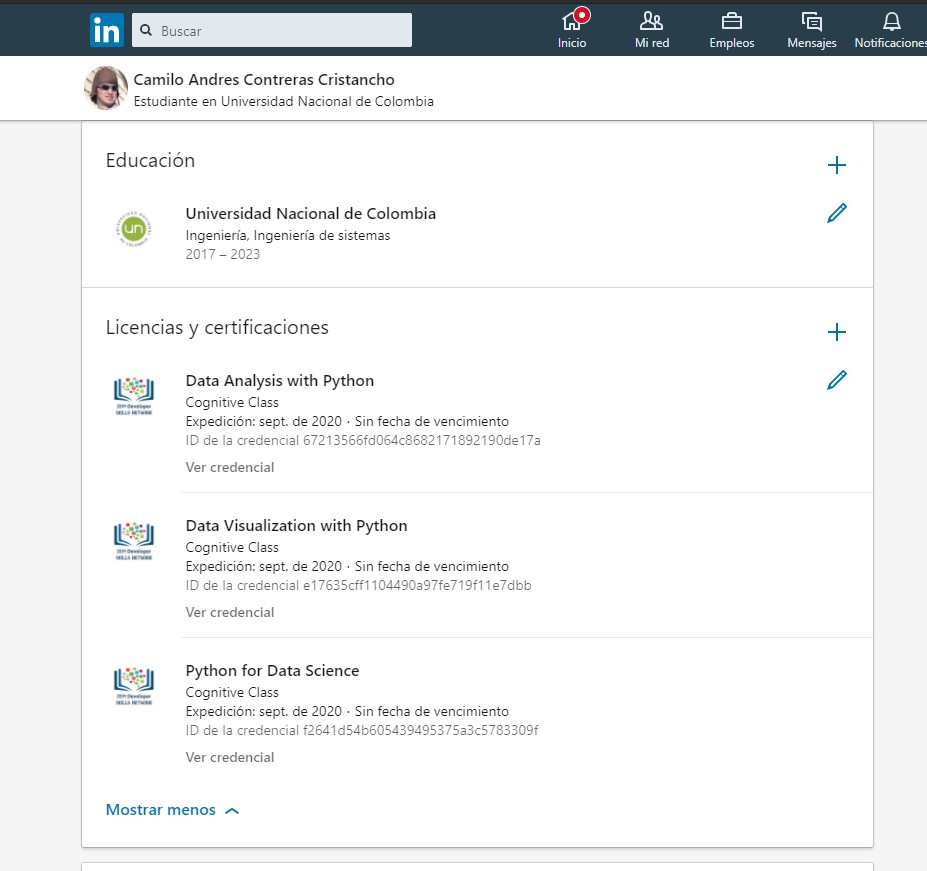 in
Buscar
Inicio
Mi red
Empleos
Mensajes
Notificaciones
Camilo Andres Contreras Cristancho
Estudiante en Universidad Nacional de Colombia
Educación
UNIVERSIDAD NACIONAL
un
DE COLOMBIA
Universidad Nacional de Colombia
Ingeniería, Ingeniería de sistemas
2017 – 2023
Licencias y certificaciones
IBM Developer
SKILLS NETWORK
Data Analysis with Python
Cognitive Class
Expedición: sept. de 2020 · Sin fecha de vencimiento
ID de la credencial 67213566fd064c8682171892190de17a
Ver credencial
IBM Developer
SKILLS NETWORK
Data Visualization with Python
Cognitive Class
Expedición: sept. de 2020 · Sin fecha de vencimiento
ID de la credencial e17635cff1104490a97fe719f11e7dbb
Ver credencial
IBM Developer
SKILLS NETWORK
Python for Data Science
Cognitive Class
Expedición: sept. de 2020 · Sin fecha de vencimiento
ID de la credencial f2641d54b605439495375a3c5783309f
Ver credencial
Mostrar menos